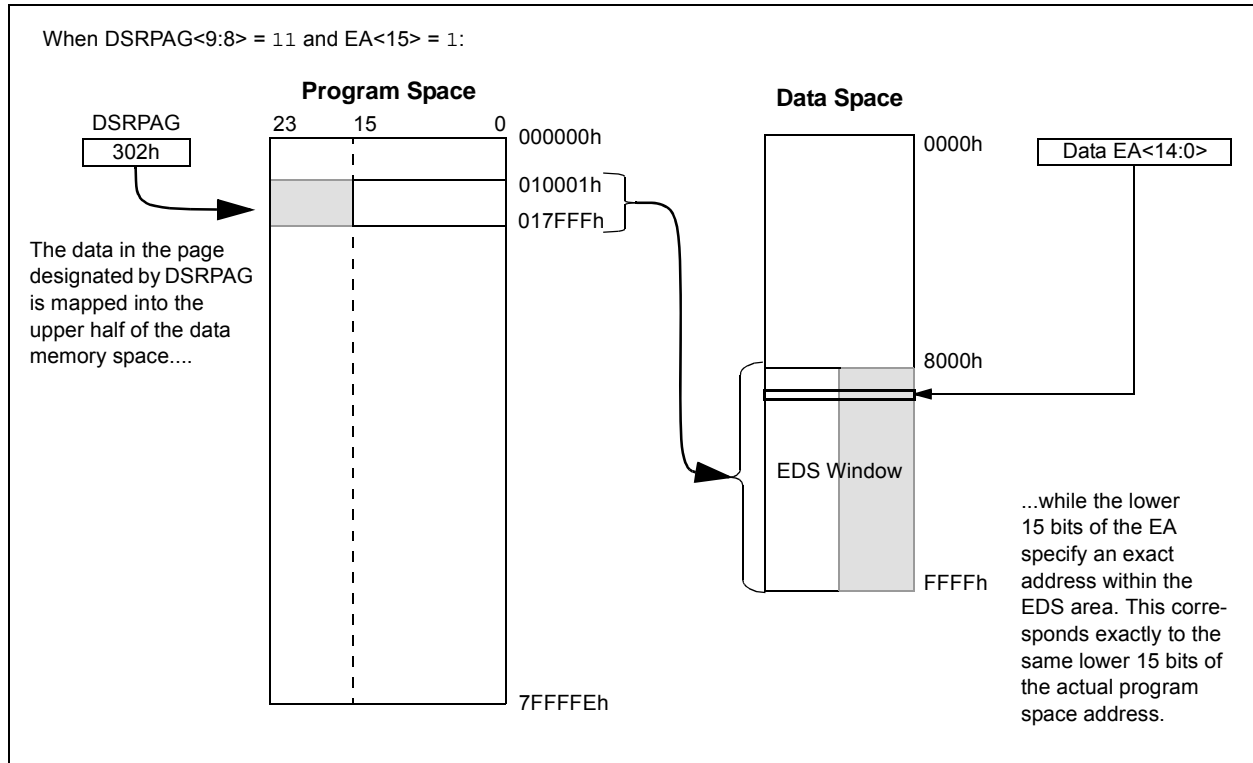 When DSRPAG<9:8> = 11 and EA<15> = 1:
Program Space
Data Space
DSRPAG
302h
23 15 0
000000h
010001h
017FFFh
7FFFFEh
The data in the page
designated by DSRPAG
is mapped into the
upper half of the data
memory space....
0000h
8000h
EDS Window
FFFFh
Data EA<14:0>
...while the lower
15 bits of the EA
specify an exact
address within the
EDS area. This corre-
sponds exactly to the
same lower 15 bits of
the actual program
space address.